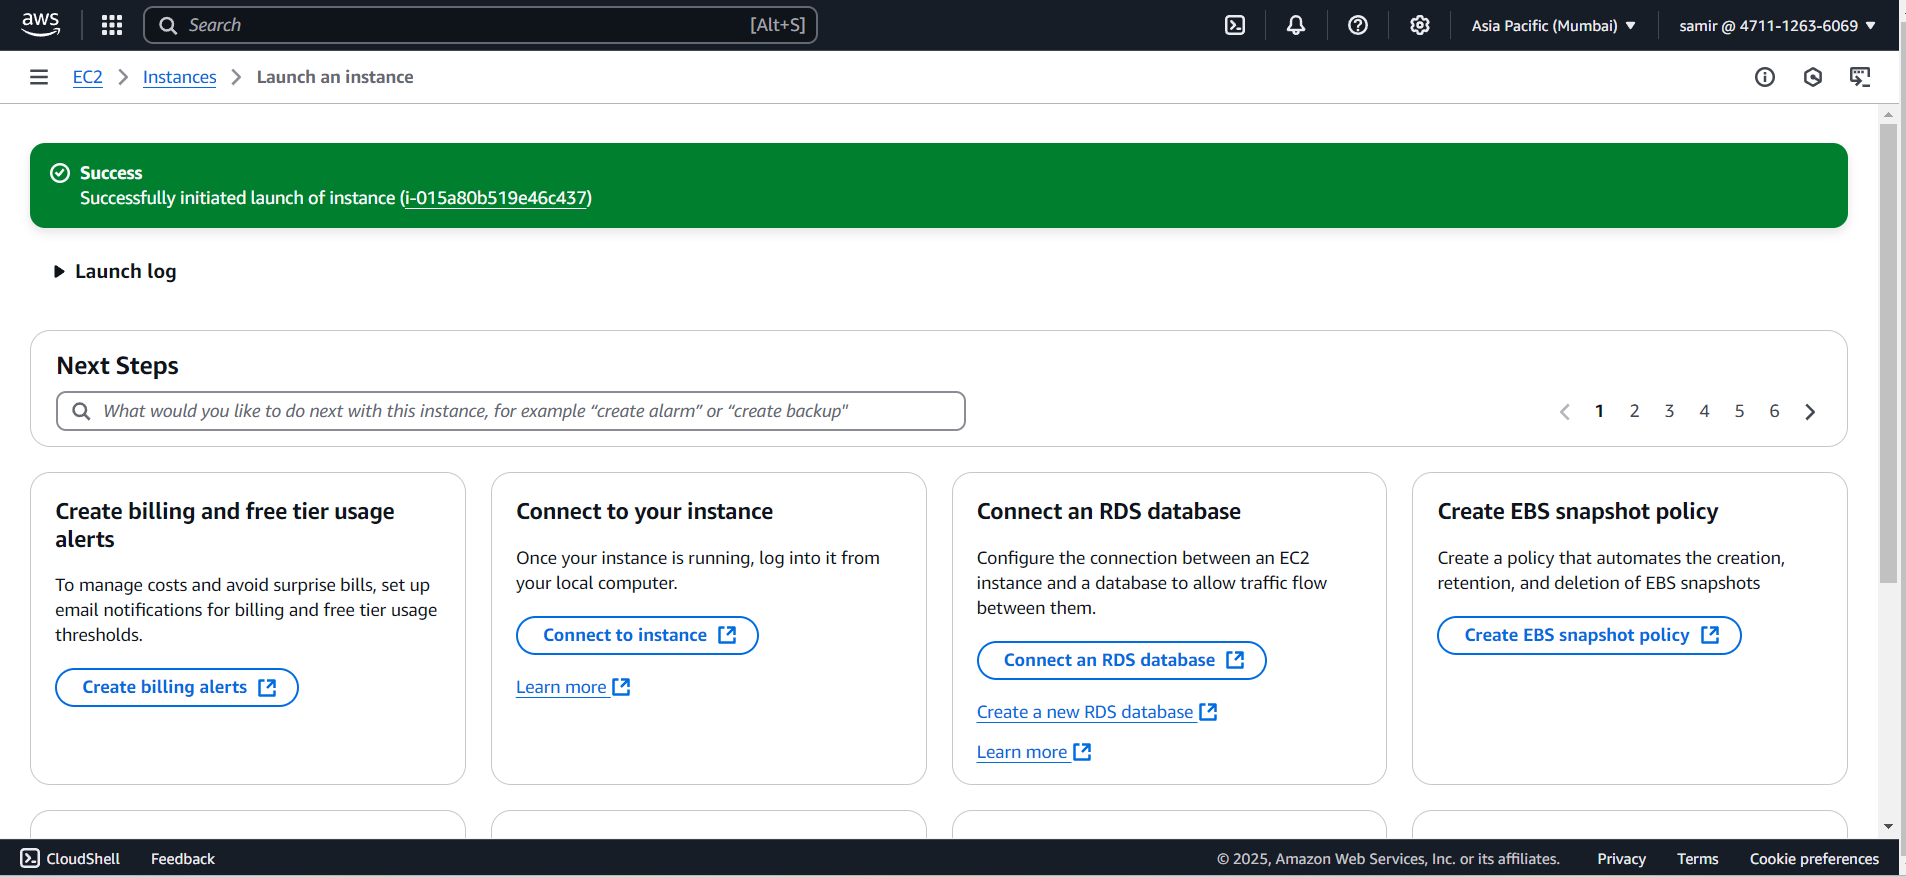 aws
Search [Alt+S]
Asia Pacific (Mumbai)
samir @ 4711-1263-6069
EC2
Instances
Launch an instance
Success
Successfully initiated launch of instance (i-015a80b519e46c437)
Launch log
Next Steps
What would you like to do next with this instance, for example “create alarm” or “create backup"
1 2 3 4 5 6
Create billing and free tier usage
alerts
To manage costs and avoid surprise bills, set up
email notifications for billing and free tier usage
thresholds.
Create billing alerts
Connect to your instance
Once your instance is running, log into it from
your local computer.
Connect to instance
Learn more
Connect an RDS database
Configure the connection between an EC2
instance and a database to allow traffic flow
between them.
Connect an RDS database
Create a new RDS database
Learn more
Create EBS snapshot policy
Create a policy that automates the creation,
retention, and deletion of EBS snapshots
Create EBS snapshot policy
CloudShell
Feedback
© 2025, Amazon Web Services, Inc. or its affiliates.
Privacy
Terms
Cookie preferences